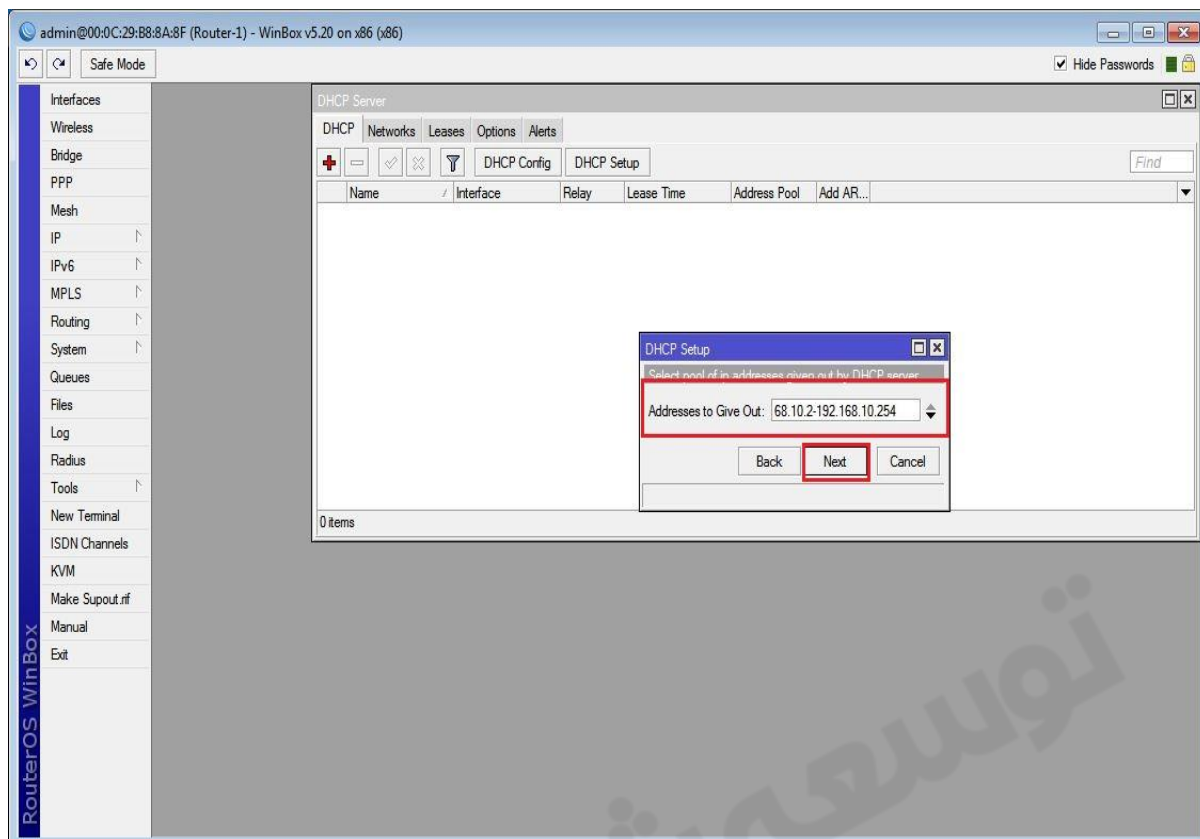 admin@00:0C:29:B8:8A:8F (Router-1) - WinBox v5.20 on x86 (x86)
Safe Mode
Hide Passwords
Interfaces
Wireless
Bridge
PPP
Mesh
IP
IPv6
MPLS
Routing
System
Queues
Files
Log
Radius
Tools
New Terminal
ISDN Channels
KVM
Make Supout.rif
Manual
Exit
RouterOS WinBox
DHCP Server
DHCP Networks Leases Options Alerts
DHCP Config DHCP Setup Find
Name Interface Relay Lease Time Address Pool Add AR...
DHCP Setup
Select pool of ip addresses given out by DHCP server
Addresses to Give Out: 68.10.2-192.168.10.254
Back Next Cancel
0 items
توسعه